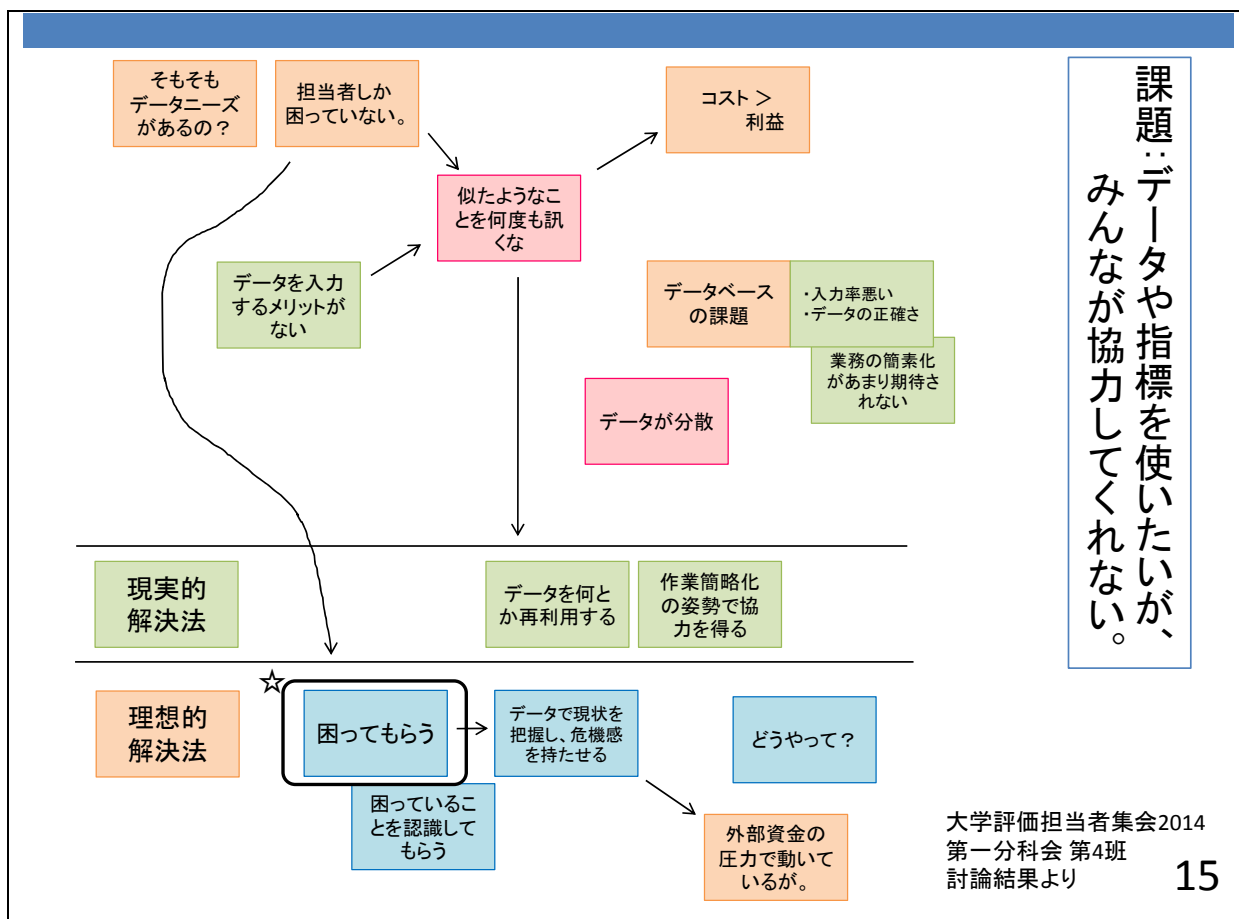 課題：データや指標を使いたいが、
みんなが協力してくれない。
そもそも
データニーズ
があるの？
担当者しか
困っていない。
コスト＞
利益
似たようなこ
とを何度も訊
くな
データを入力
するメリットが
ない
データベース
の課題
・入力率悪い
・データの正確さ
業務の簡素化
があまり期待さ
れない
データが分散
現実的
解決法
データを何と
か再利用する
作業簡略化
の姿勢で協
力を得る
理想的
解決法
☆
困ってもらう
データで現状を
把握し、危機感
を持たせる
どうやって？
困っているこ
とを認識して
もらう
外部資金の
圧力で動いて
いるが。
大学評価担当者集会2014
第一分科会 第4班
討論結果より
15